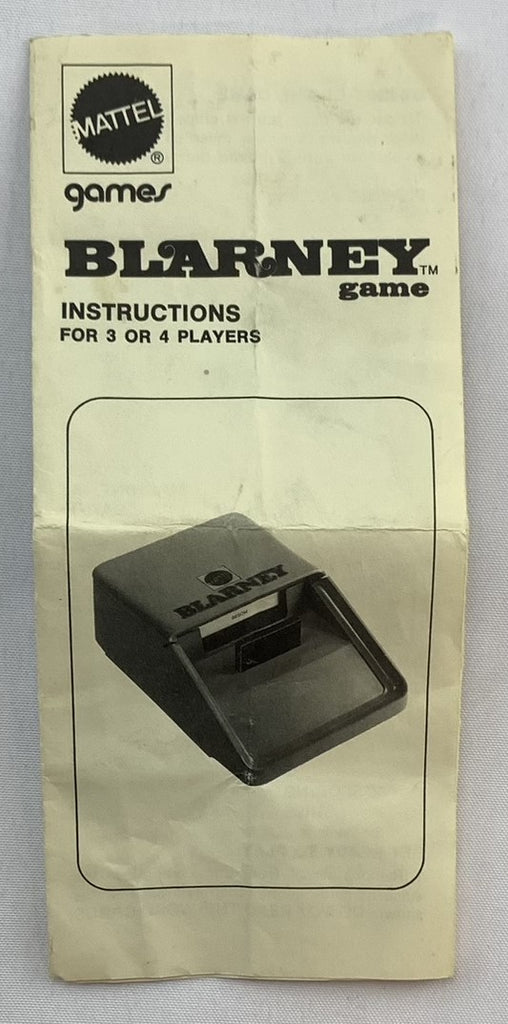 MATTEL
®
games
BLARNEY™
game
INSTRUCTIONS
FOR 3 OR 4 PLAYERS
BLARNEY